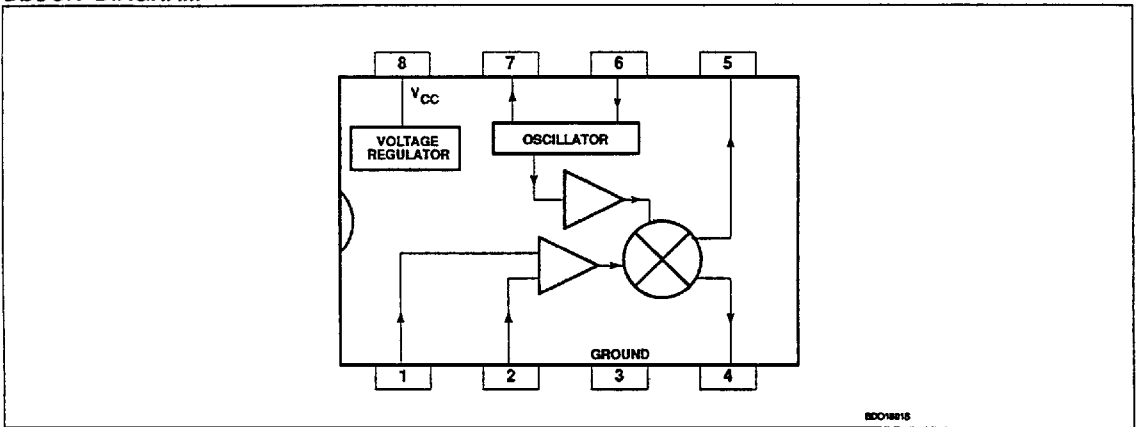 8 7 6 5
VCC
VOLTAGE
REGULATOR
OSCILLATOR
GROUND
1 2 3 4